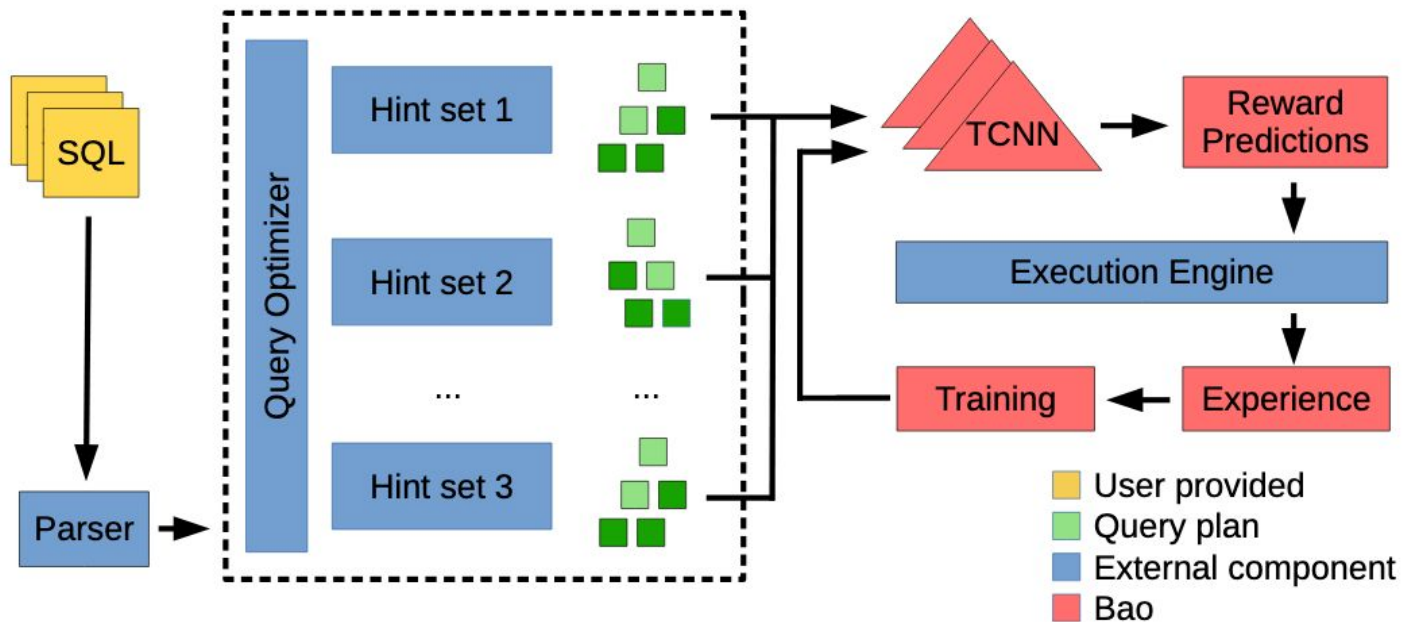 SQL
Parser
Query Optimizer
Hint set 1
Hint set 2
...
...
Hint set 3
TCNN
Reward
Predictions
Execution Engine
Training
Experience
User provided
Query plan
External component
Bao